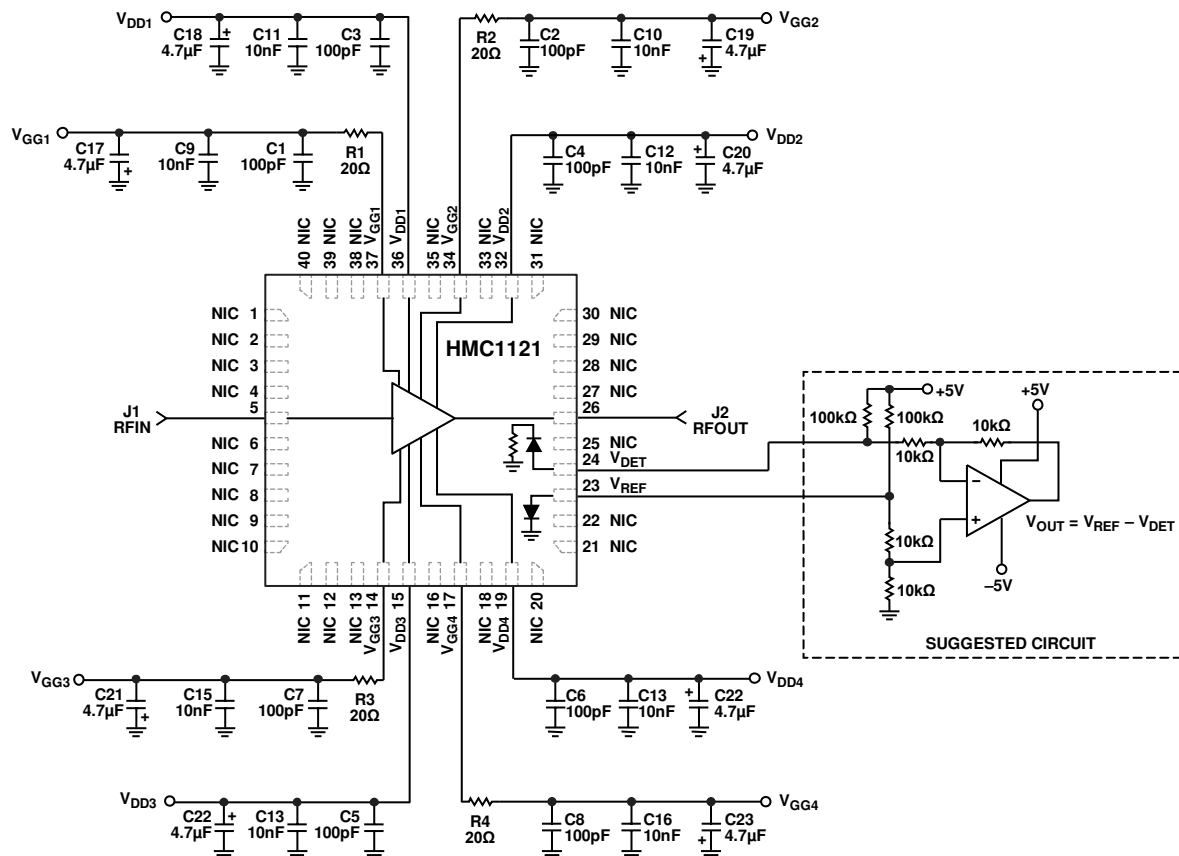 VDD1
C18
4.7µF
+
C11
10nF
C3
100pF
R2
20Ω
C2
100pF
C10
10nF
C19
4.7µF
+
VGG2
VGG1
C17
4.7µF
+
C9
10nF
C1
100pF
R1
20Ω
C4
100pF
C12
10nF
+
C20
4.7µF
VDD2
40 NIC
39 NIC
38 NIC
37 VGG1
36 VDD1
35 NIC
34 VGG2
33 NIC
32 VDD2
31 NIC
HMC1121
NIC 1
NIC 2
NIC 3
NIC 4
5
NIC 6
NIC 7
NIC 8
NIC 9
NIC 10
J1
RFIN
30 NIC
29 NIC
28 NIC
27 NIC
26
25 NIC
24 VDET
23 VREF
22 NIC
21 NIC
J2
RFOUT
+5V
+5V
100kΩ
100kΩ
10kΩ
10kΩ
–
+
VOUT = VREF – VDET
10kΩ
10kΩ
–5V
SUGGESTED CIRCUIT
NIC 11
NIC 12
NIC 13
VGG3 14
VDD3 15
NIC 16
VGG4 17
NIC 18
VDD4 19
NIC 20
VGG3
C21
4.7µF
+
C15
10nF
C7
100pF
R3
20Ω
C6
100pF
C13
10nF
+
C22
4.7µF
VDD4
VDD3
C22
4.7µF
+
C13
10nF
C5
100pF
R4
20Ω
C8
100pF
C16
10nF
C23
4.7µF
+
VGG4